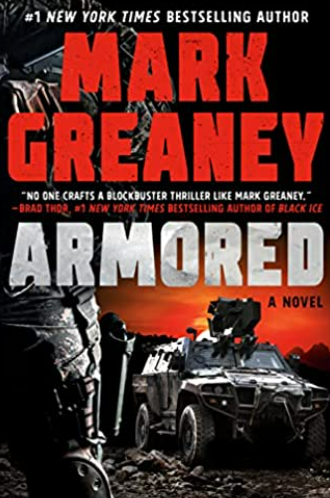 #1 NEW YORK TIMES BESTSELLING AUTHOR
MARK
GREANEY
"NO ONE CRAFTS A BLOCKBUSTER THRILLER LIKE MARK GREANEY."
—BRAD THOR, #1 NEW YORK TIMES BESTSELLING AUTHOR OF BLACK ICE
ARMORED
A NOVEL